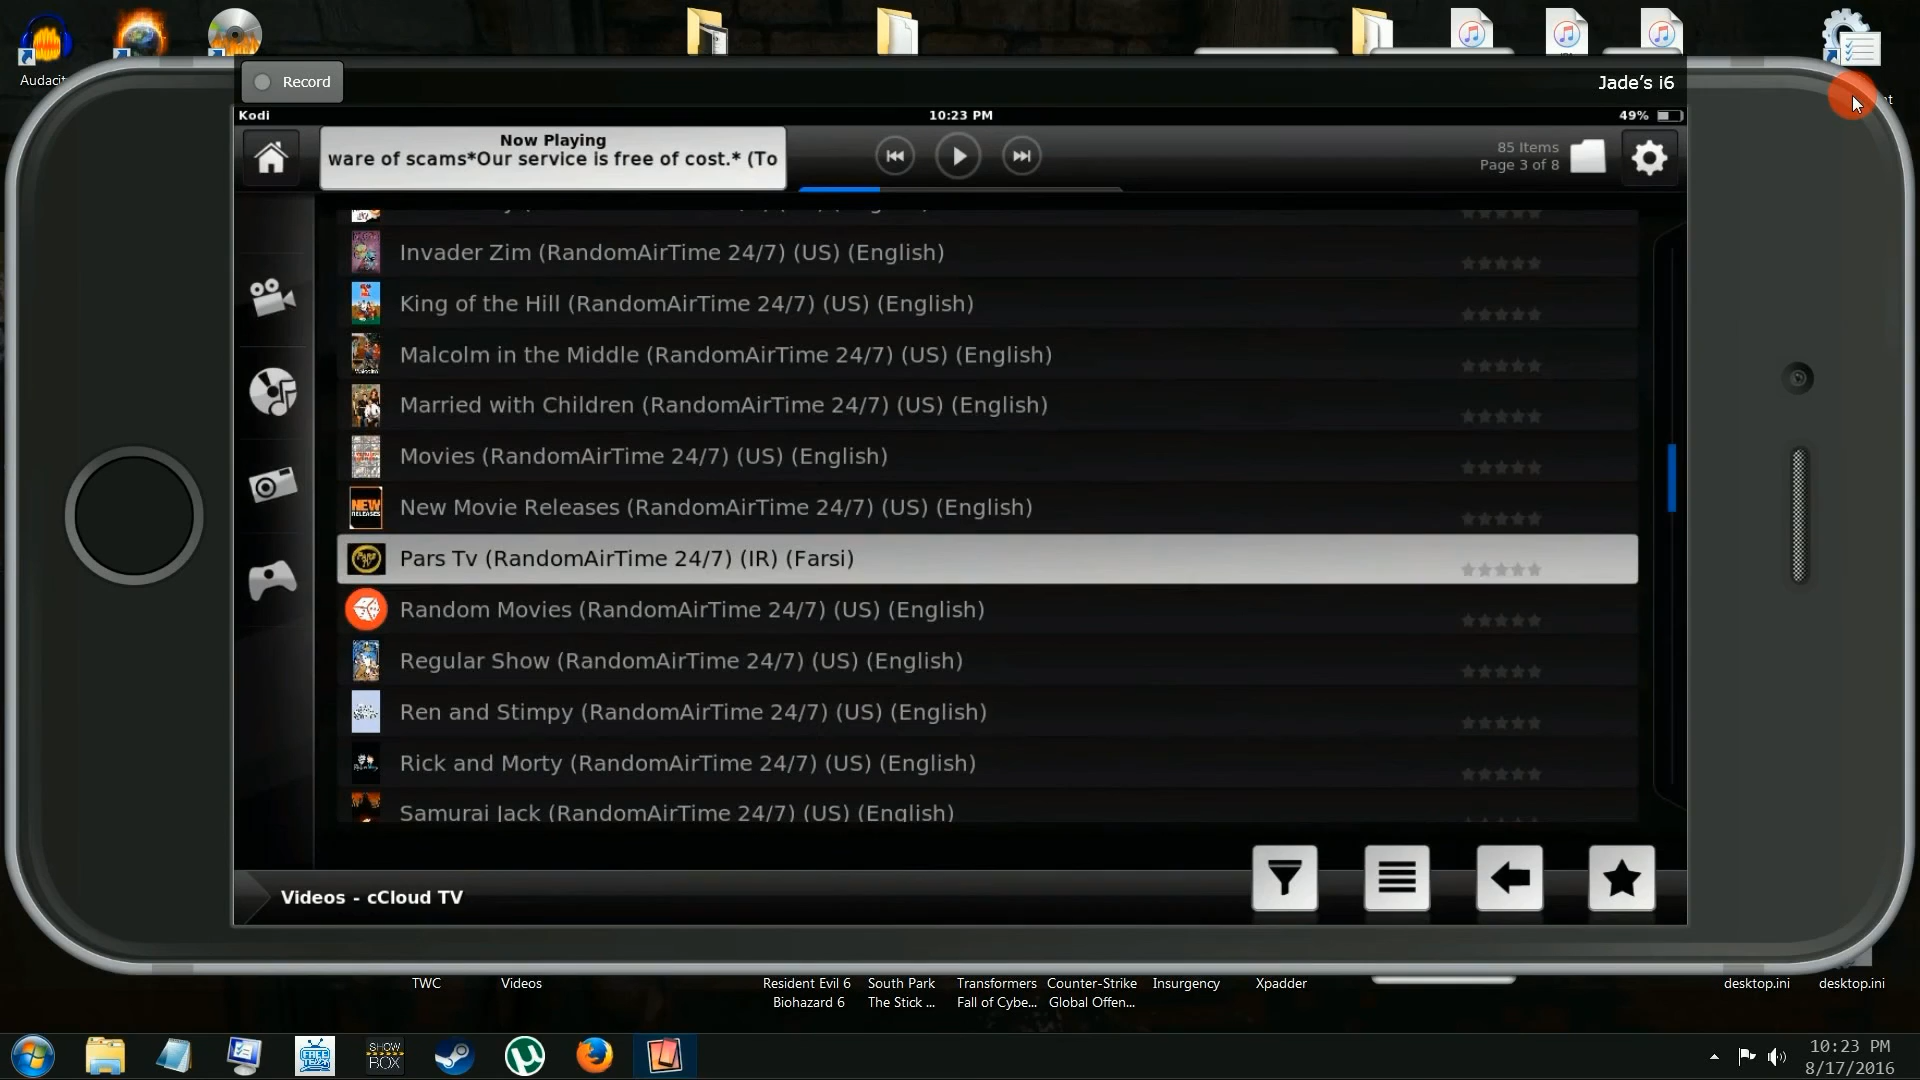 Audacit
Record
Jade's i6
Kodi
10:23 PM
49%
Now Playing
ware of scams*Our service is free of cost.* (To
85 Items
Page 3 of 8
Invader Zim (RandomAirTime 24/7) (US) (English)
King of the Hill (RandomAirTime 24/7) (US) (English)
Malcolm in the Middle (RandomAirTime 24/7) (US) (English)
Married with Children (RandomAirTime 24/7) (US) (English)
Movies (RandomAirTime 24/7) (US) (English)
NEW
RELEASES
New Movie Releases (RandomAirTime 24/7) (US) (English)
Pars Tv (RandomAirTime 24/7) (IR) (Farsi)
Random Movies (RandomAirTime 24/7) (US) (English)
Regular Show (RandomAirTime 24/7) (US) (English)
Ren and Stimpy (RandomAirTime 24/7) (US) (English)
Rick and Morty (RandomAirTime 24/7) (US) (English)
Samurai Jack (RandomAirTime 24/7) (US) (English)
Videos - cCloud TV
TWC
Videos
Resident Evil 6
Biohazard 6
South Park
The Stick ...
Transformers
Fall of Cybe...
Counter-Strike
Global Offen...
Insurgency
Xpadder
desktop.ini
desktop.ini
FREE
SHOW
BOX
10:23 PM
8/17/2016